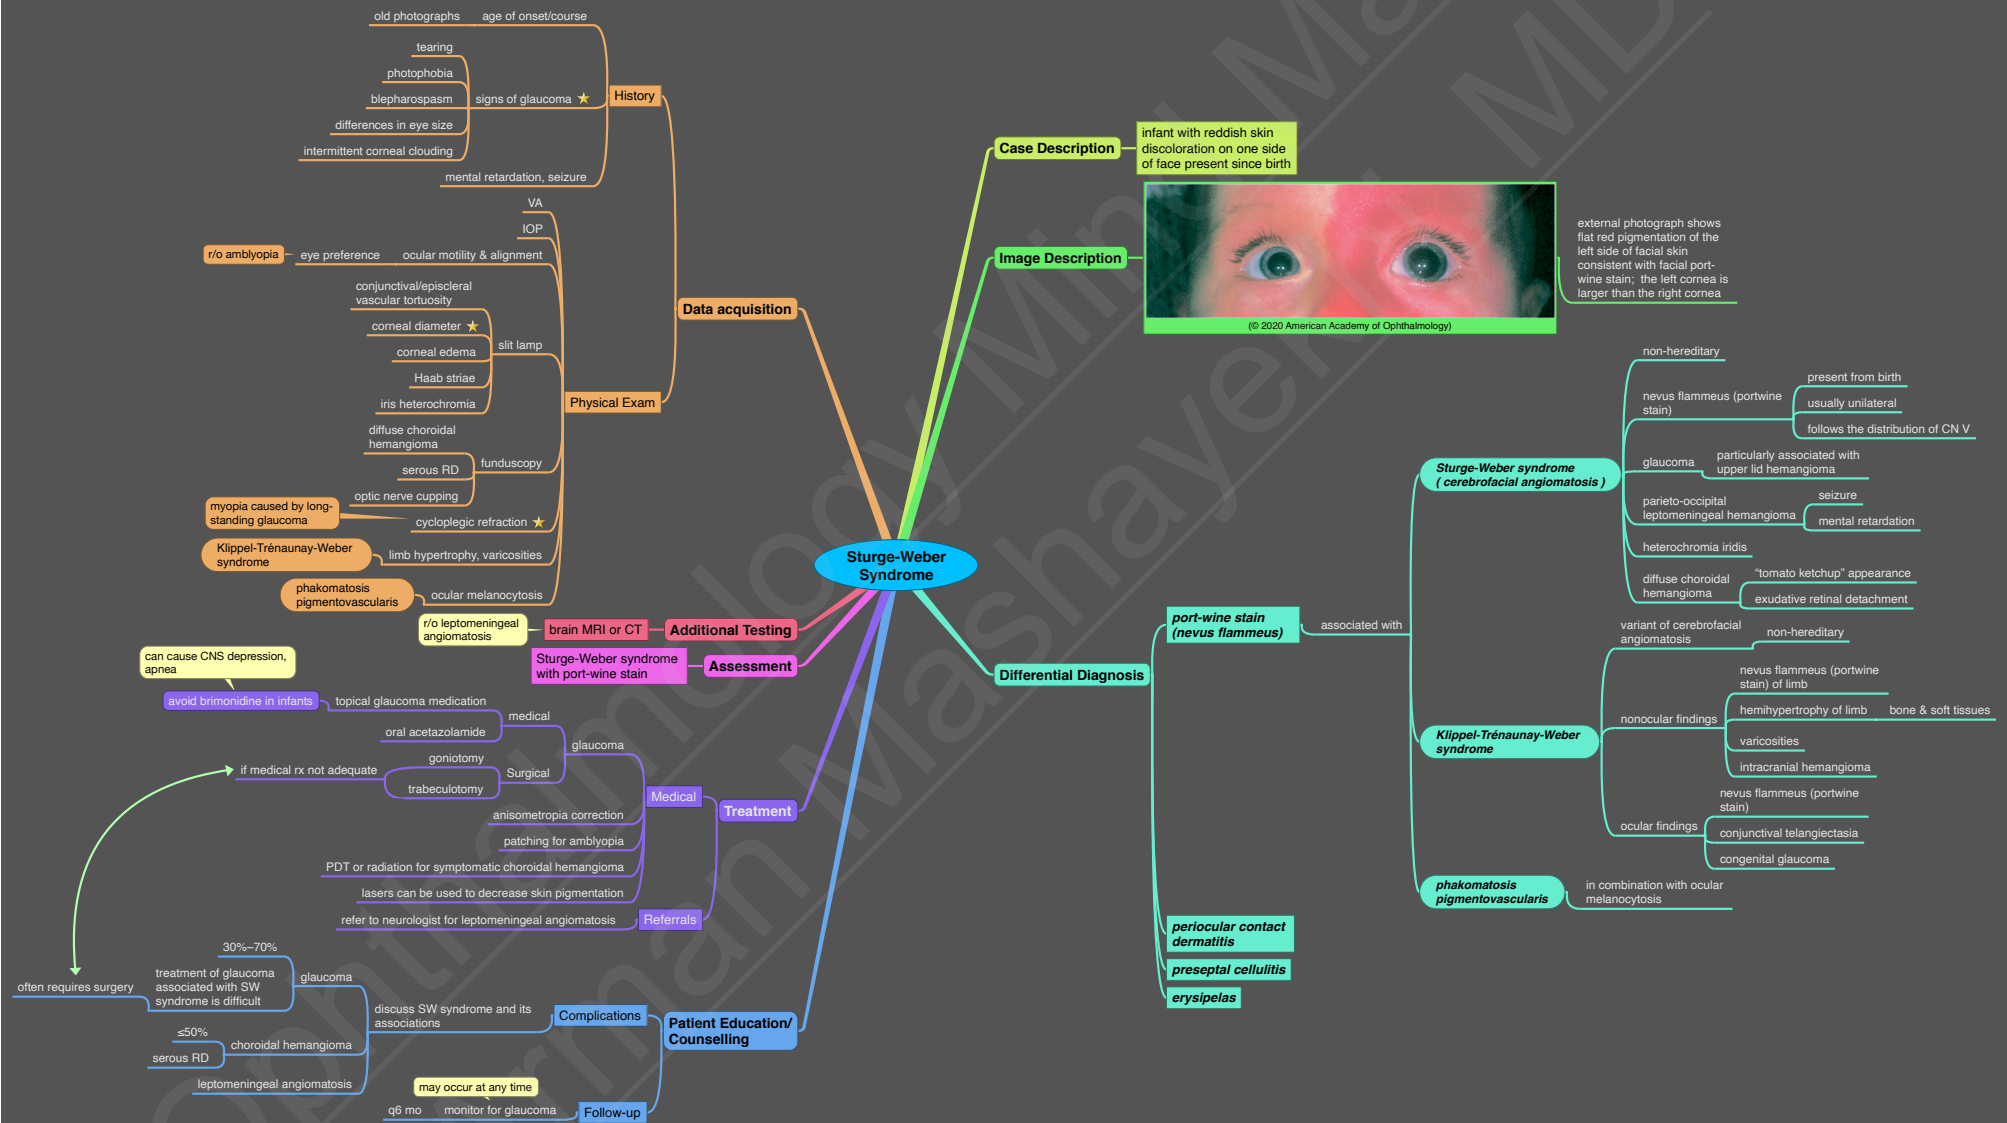 Sturge-Weber
Syndrome
Case Description
infant with reddish skin
discoloration on one side
of face present since birth
Image Description
(© 2020 American Academy of Ophthalmology)
external photograph shows
flat red pigmentation of the
left side of facial skin
consistent with facial port-
wine stain; the left cornea is
larger than the right cornea
Differential Diagnosis
port-wine stain
(nevus flammeus)
associated with
Sturge-Weber syndrome
( cerebrofacial angiomatosis )
non-hereditary
nevus flammeus (portwine
stain)
present from birth
usually unilateral
follows the distribution of CN V
glaucoma
particularly associated with
upper lid hemangioma
parieto-occipital
leptomeningeal hemangioma
seizure
mental retardation
heterochromia iridis
diffuse choroidal
hemangioma
“tomato ketchup” appearance
exudative retinal detachment
Klippel-Trénaunay-Weber
syndrome
variant of cerebrofacial
angiomatosis
non-hereditary
nonocular findings
nevus flammeus (portwine
stain) of limb
hemihypertrophy of limb
bone & soft tissues
varicosities
intracranial hemangioma
ocular findings
nevus flammeus (portwine
stain)
conjunctival telangiectasia
congenital glaucoma
phakomatosis
pigmentovascularis
in combination with ocular
melanocytosis
periocular contact
dermatitis
preseptal cellulitis
erysipelas
Data acquisition
History
age of onset/course
old photographs
signs of glaucoma
tearing
photophobia
blepharospasm
differences in eye size
intermittent corneal clouding
mental retardation, seizure
Physical Exam
VA
IOP
ocular motility & alignment
eye preference
r/o amblyopia
slit lamp
conjunctival/episcleral
vascular tortuosity
corneal diameter
corneal edema
Haab striae
iris heterochromia
funduscopy
diffuse choroidal
hemangioma
serous RD
optic nerve cupping
cycloplegic refraction
myopia caused by long-
standing glaucoma
limb hypertrophy, varicosities
Klippel-Trénaunay-Weber
syndrome
ocular melanocytosis
phakomatosis
pigmentovascularis
Additional Testing
brain MRI or CT
r/o leptomeningeal
angiomatosis
Assessment
Sturge-Weber syndrome
with port-wine stain
Treatment
Medical
glaucoma
medical
topical glaucoma medication
avoid brimonidine in infants
can cause CNS depression,
apnea
oral acetazolamide
Surgical
goniotomy
trabeculotomy
if medical rx not adequate
anisometropia correction
patching for amblyopia
PDT or radiation for symptomatic choroidal hemangioma
lasers can be used to decrease skin pigmentation
Referrals
refer to neurologist for leptomeningeal angiomatosis
Patient Education/
Counselling
Complications
discuss SW syndrome and its
associations
glaucoma
30%–70%
treatment of glaucoma
associated with SW
syndrome is difficult
often requires surgery
choroidal hemangioma
≤50%
serous RD
leptomeningeal angiomatosis
Follow-up
monitor for glaucoma
may occur at any time
q6 mo
Ophthalmology Mind Ma
rman Mashayekhi, MD